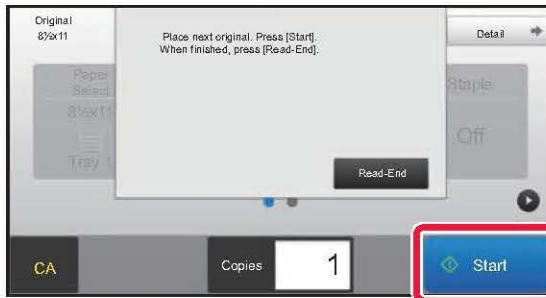 Original
8½x11
Place next original. Press [Start].
When finished, press [Read-End].
Detail
Paper
Select
8½x11
Tray 1
Staple
Off
Read-End
CA
Copies
1
Start